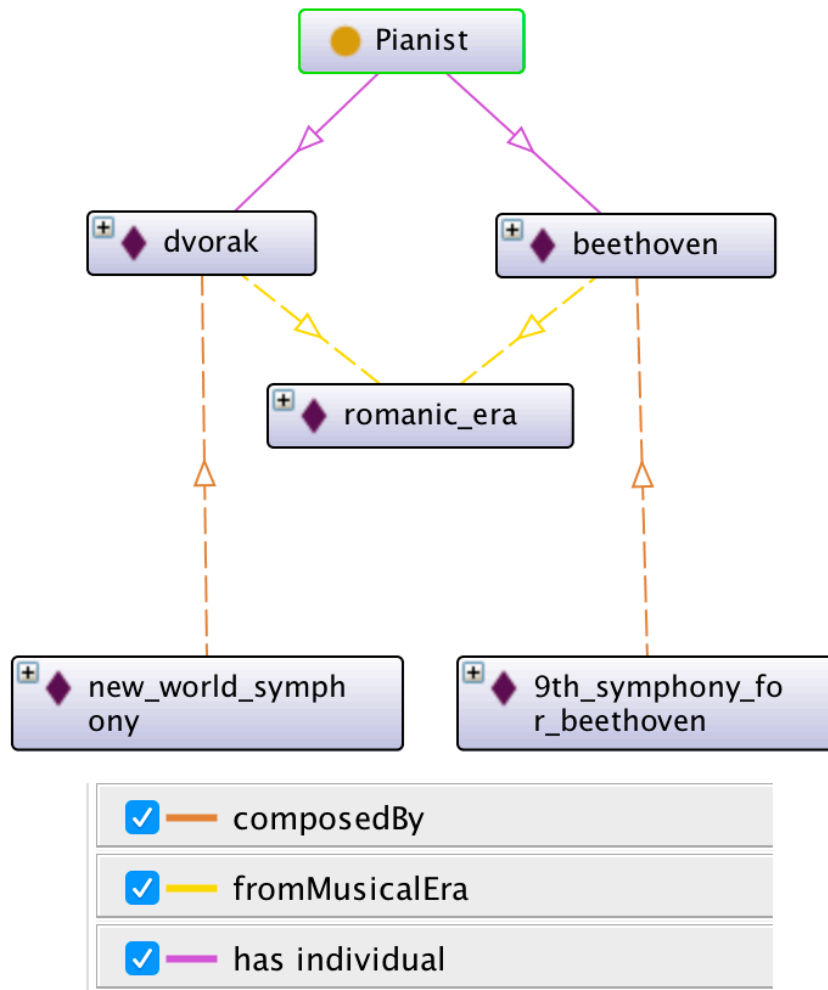 Pianist
dvorak
beethoven
romanic_era
new_world_symph
ony
9th_symphony_fo
r_beethoven
composedBy
fromMusicalEra
has individual